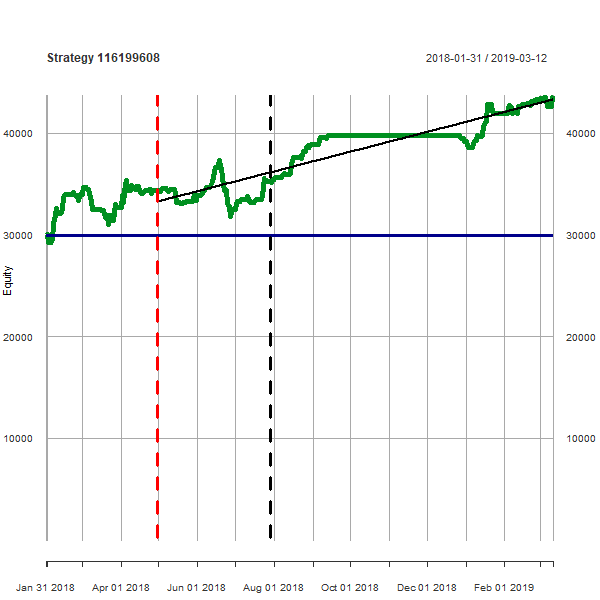 Strategy 116199608 2018-01-31 / 2019-03-12
40000 40000
30000 30000
Equity
20000 20000
10000 10000
Jan 31 2018 Apr 01 2018 Jun 01 2018 Aug 01 2018 Oct 01 2018 Dec 01 2018 Feb 01 2019